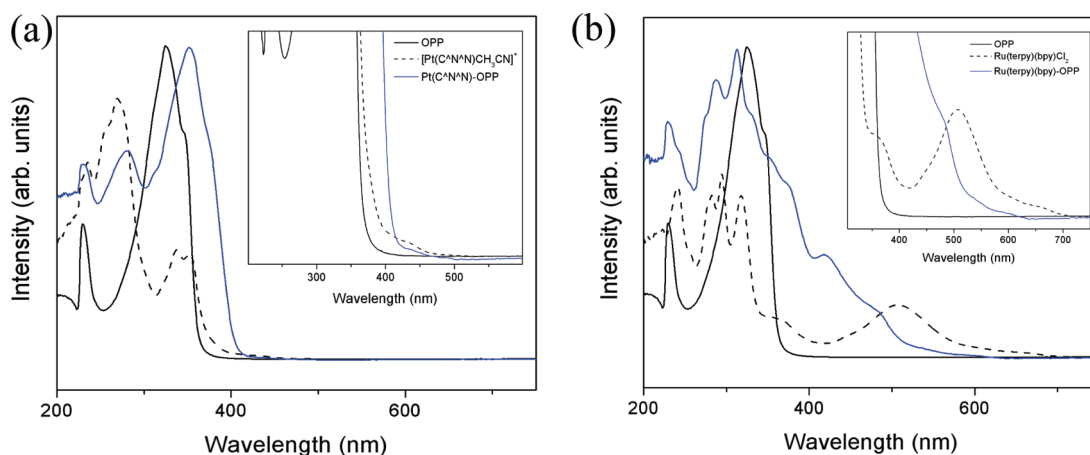 (a)
Intensity (arb. units)
OPP
[Pt(C^N^N)CH₃CN]⁺
Pt(C^N^N)-OPP
300 400 500
Wavelength (nm)
200 400 600
Wavelength (nm)
(b)
Intensity (arb. units)
OPP
Ru(terpy)(bpy)Cl₂
Ru(terpy)(bpy)-OPP
400 500 600 700
Wavelength (nm)
200 400 600
Wavelength (nm)